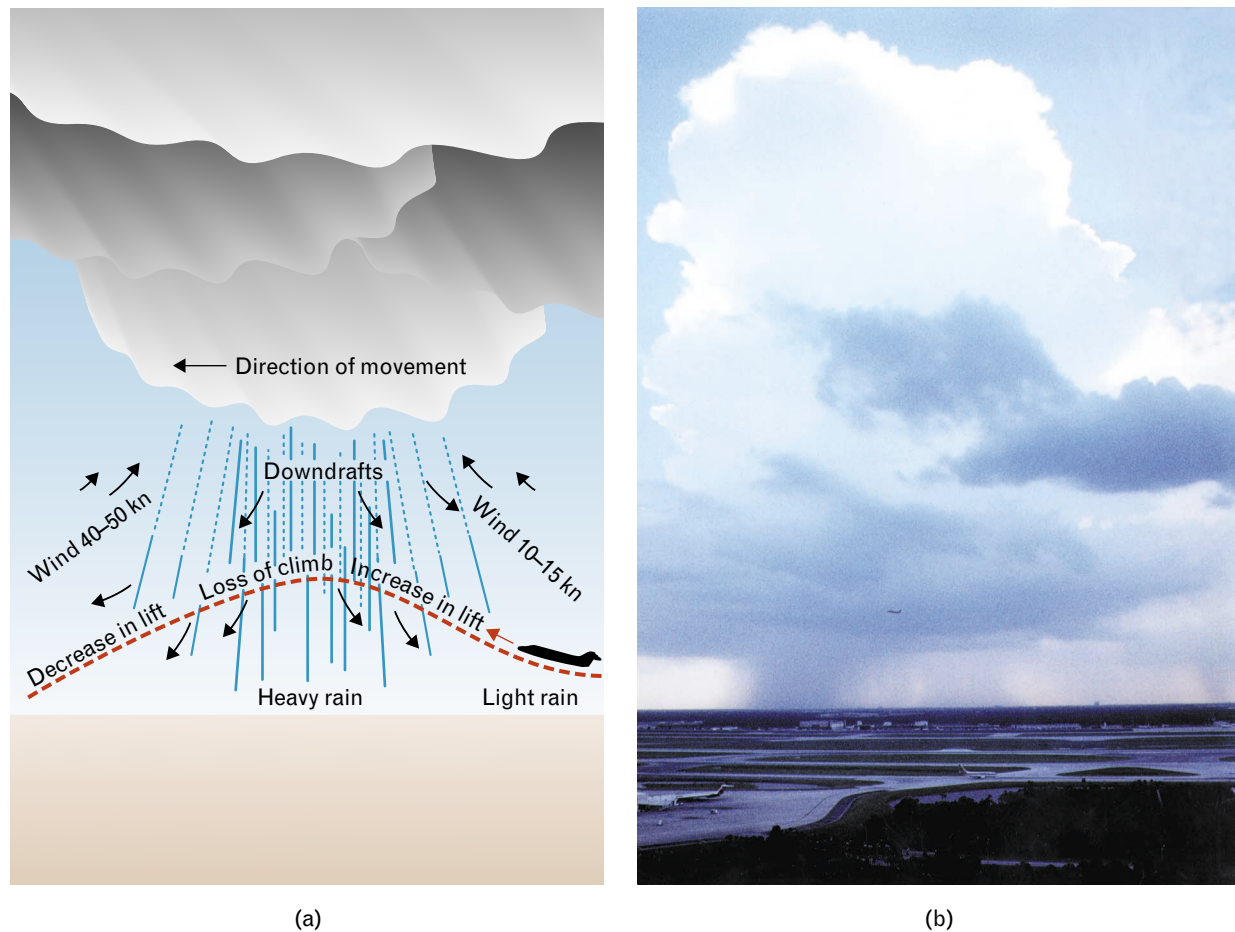 Direction of movement
Downdrafts
Wind 40–50 kn
Wind 10–15 kn
Loss of climb
Increase in lift
Decrease in lift
Heavy rain
Light rain
(a)
(b)